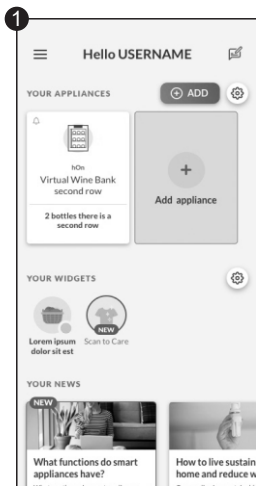 1
Hello USERNAME
YOUR APPLIANCES
ADD
hOn
Virtual Wine Bank
second row
2 bottles there is a
second row
Add appliance
YOUR WIDGETS
NEW
Lorem ipsum
dolor sit est
Scan to Care
YOUR NEWS
NEW
What functions do smart
appliances have?
How to live sustain
home and reduce w